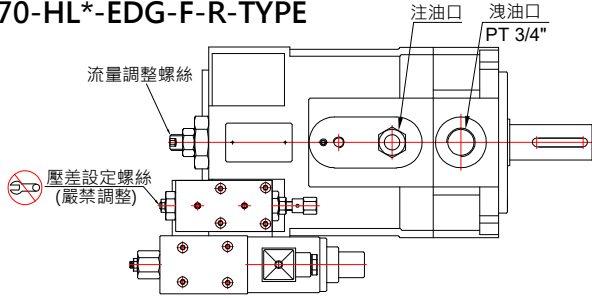 70-HL*-EDG-F-R-TYPE
注油口
洩油口
PT 3/4"
流量調整螺絲
壓差設定螺絲
(嚴禁調整)